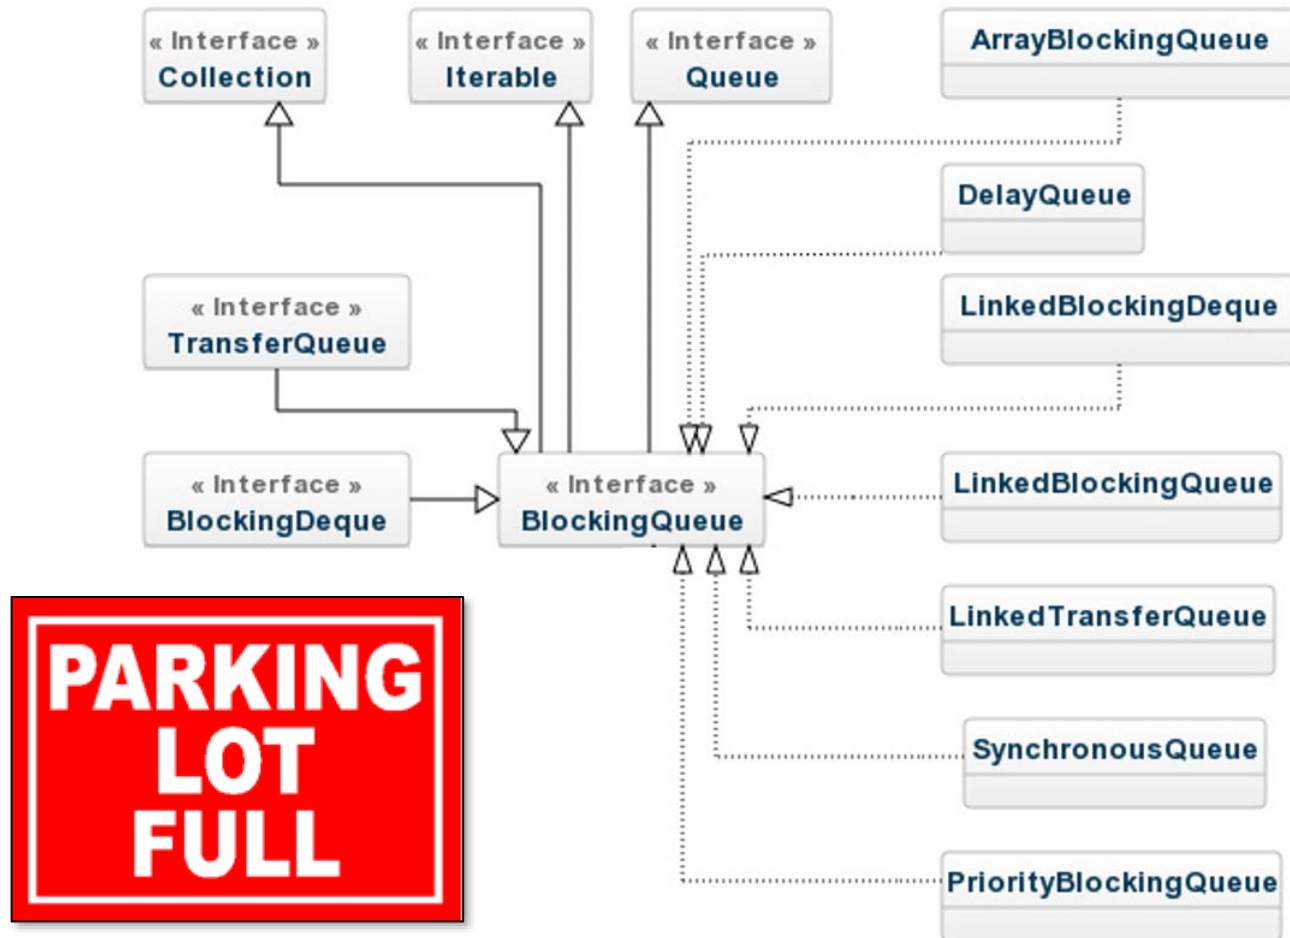 « Interface »
Collection
« Interface »
Iterable
« Interface »
Queue
ArrayBlockingQueue
DelayQueue
« Interface »
TransferQueue
LinkedBlockingDeque
« Interface »
BlockingDeque
« Interface »
BlockingQueue
LinkedBlockingQueue
LinkedTransferQueue
SynchronousQueue
PriorityBlockingQueue
PARKING
LOT
FULL